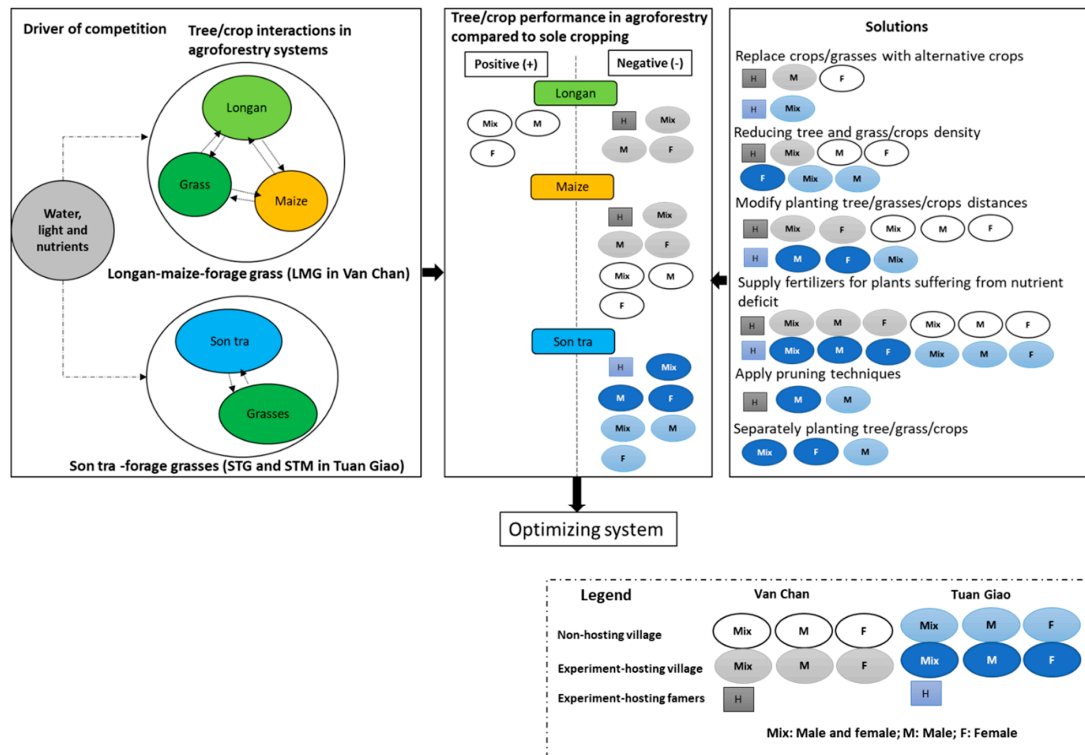 Driver of competition
Tree/crop interactions in
agroforestry systems
Longan
Grass
Maize
Water,
light and
nutrients
Longan-maize-forage grass (LMG in Van Chan)
Son tra
Grasses
Son tra -forage grasses (STG and STM in Tuan Giao)
Tree/crop performance in agroforestry
compared to sole cropping
Positive (+)
Negative (-)
Longan
Mix M
F
H Mix
M F
Maize
H Mix
M F
Mix M
F
Son tra
H Mix
M F
Mix M
F
Solutions
Replace crops/grasses with alternative crops
H M F
H Mix
Reducing tree and grass/crops density
H Mix M F
F Mix M
Modify planting tree/grasses/crops distances
H Mix F Mix M F
H M F Mix
Supply fertilizers for plants suffering from nutrient
deficit
H Mix M F Mix M F
H Mix M F Mix M F
Apply pruning techniques
H M M
Separately planting tree/grass/crops
Mix F M
Optimizing system
Legend
Van Chan
Tuan Giao
Non-hosting village
Mix M F Mix M F
Experiment-hosting village
Mix M F Mix M F
Experiment-hosting famers
H H
Mix: Male and female; M: Male; F: Female